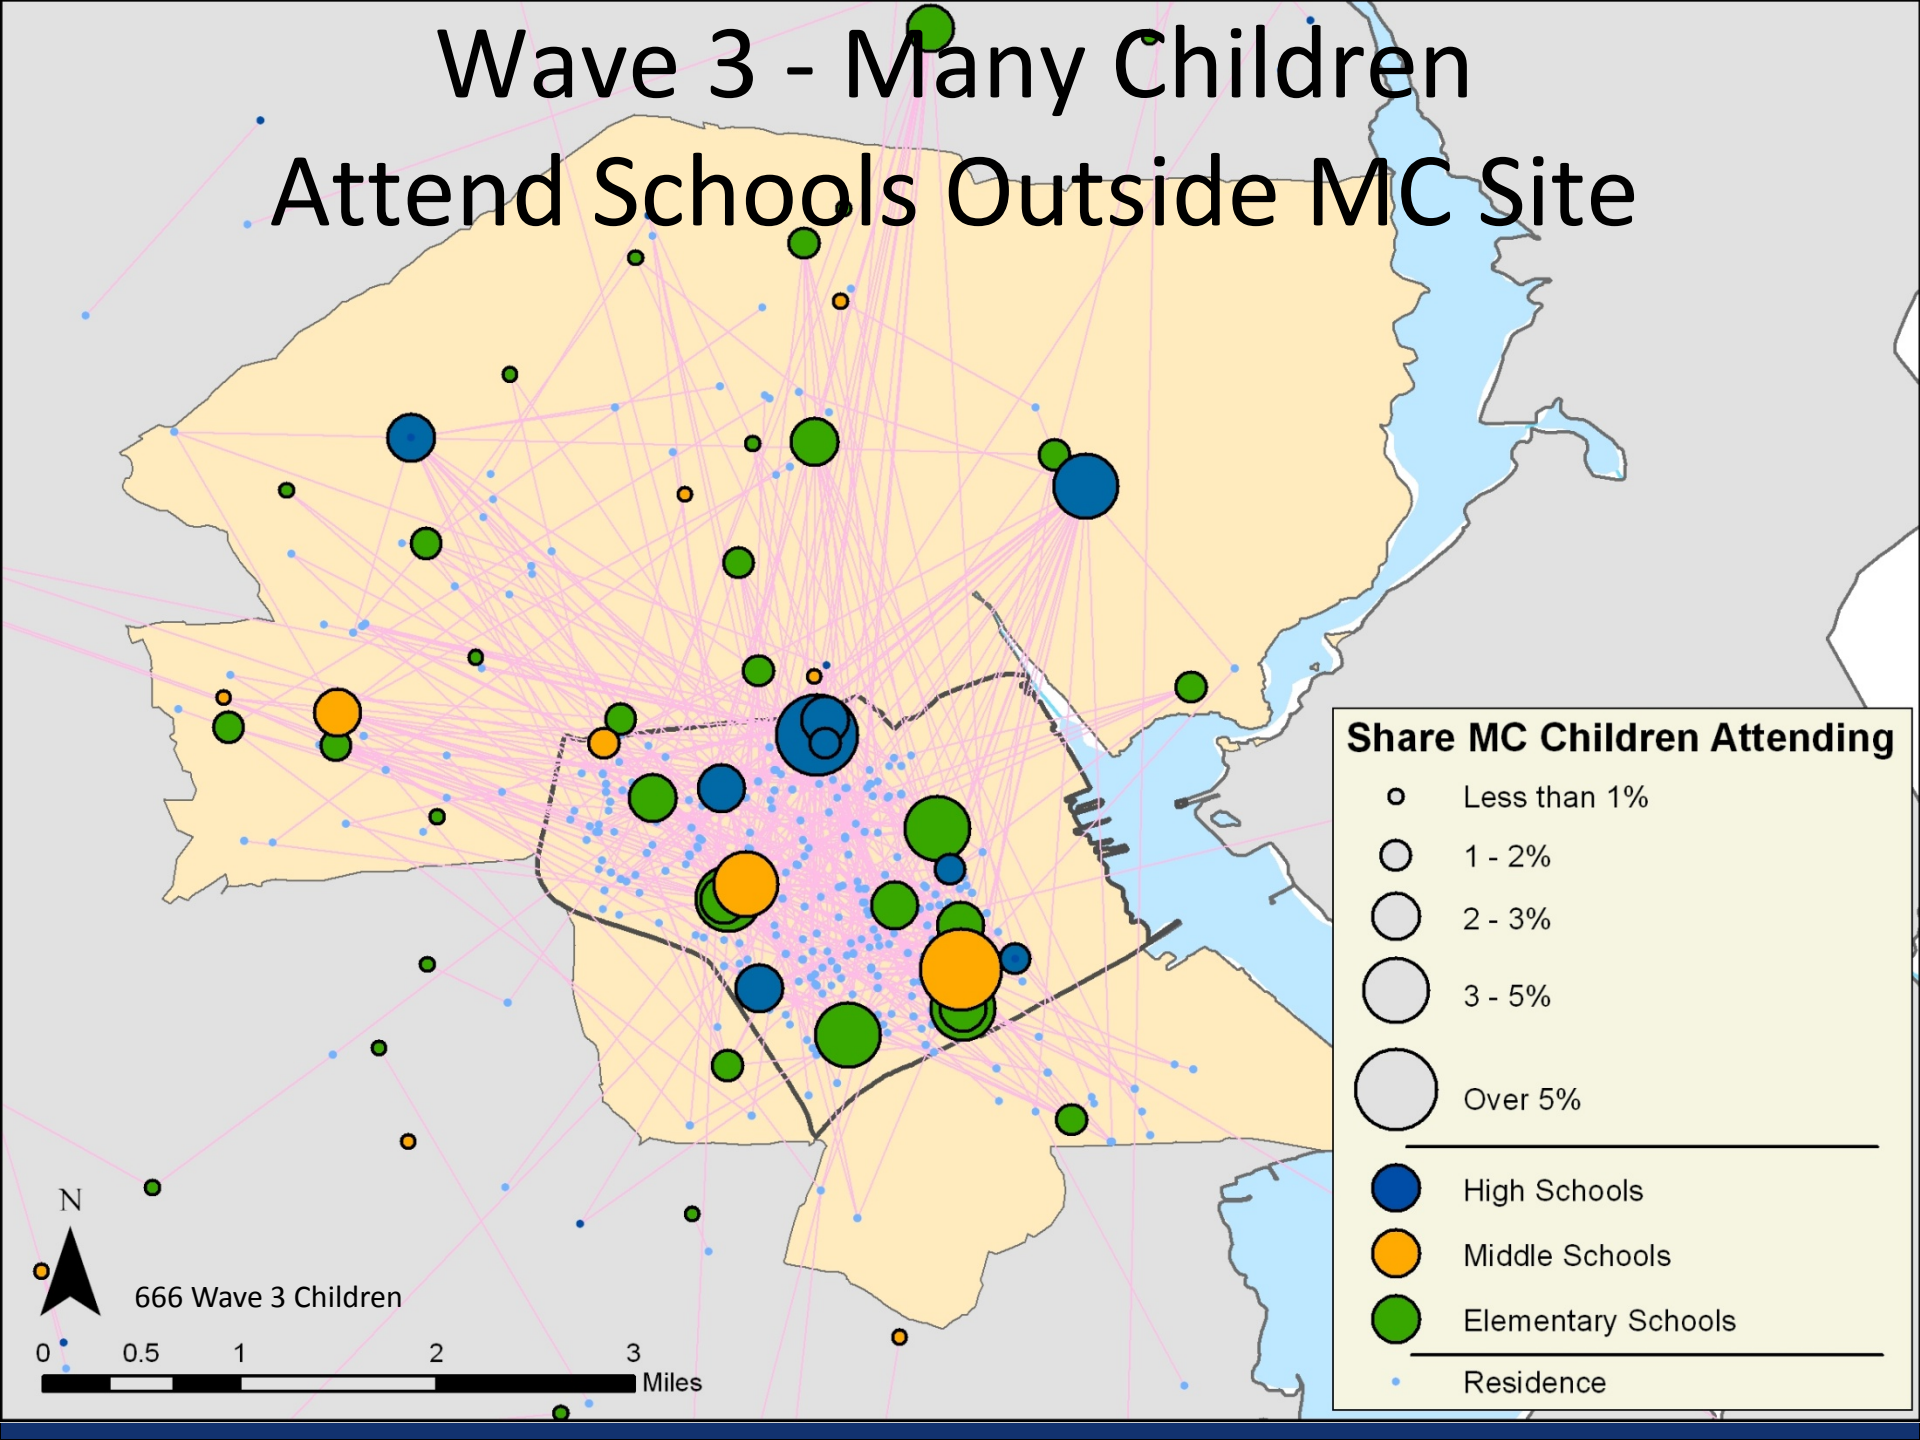 Wave 3 - Many Children
Attend Schools Outside MC Site
Share MC Children Attending
Less than 1%
1 - 2%
2 - 3%
3 - 5%
Over 5%
High Schools
Middle Schools
Elementary Schools
Residence
N
666 Wave 3 Children
0 0.5 1 2 3
Miles